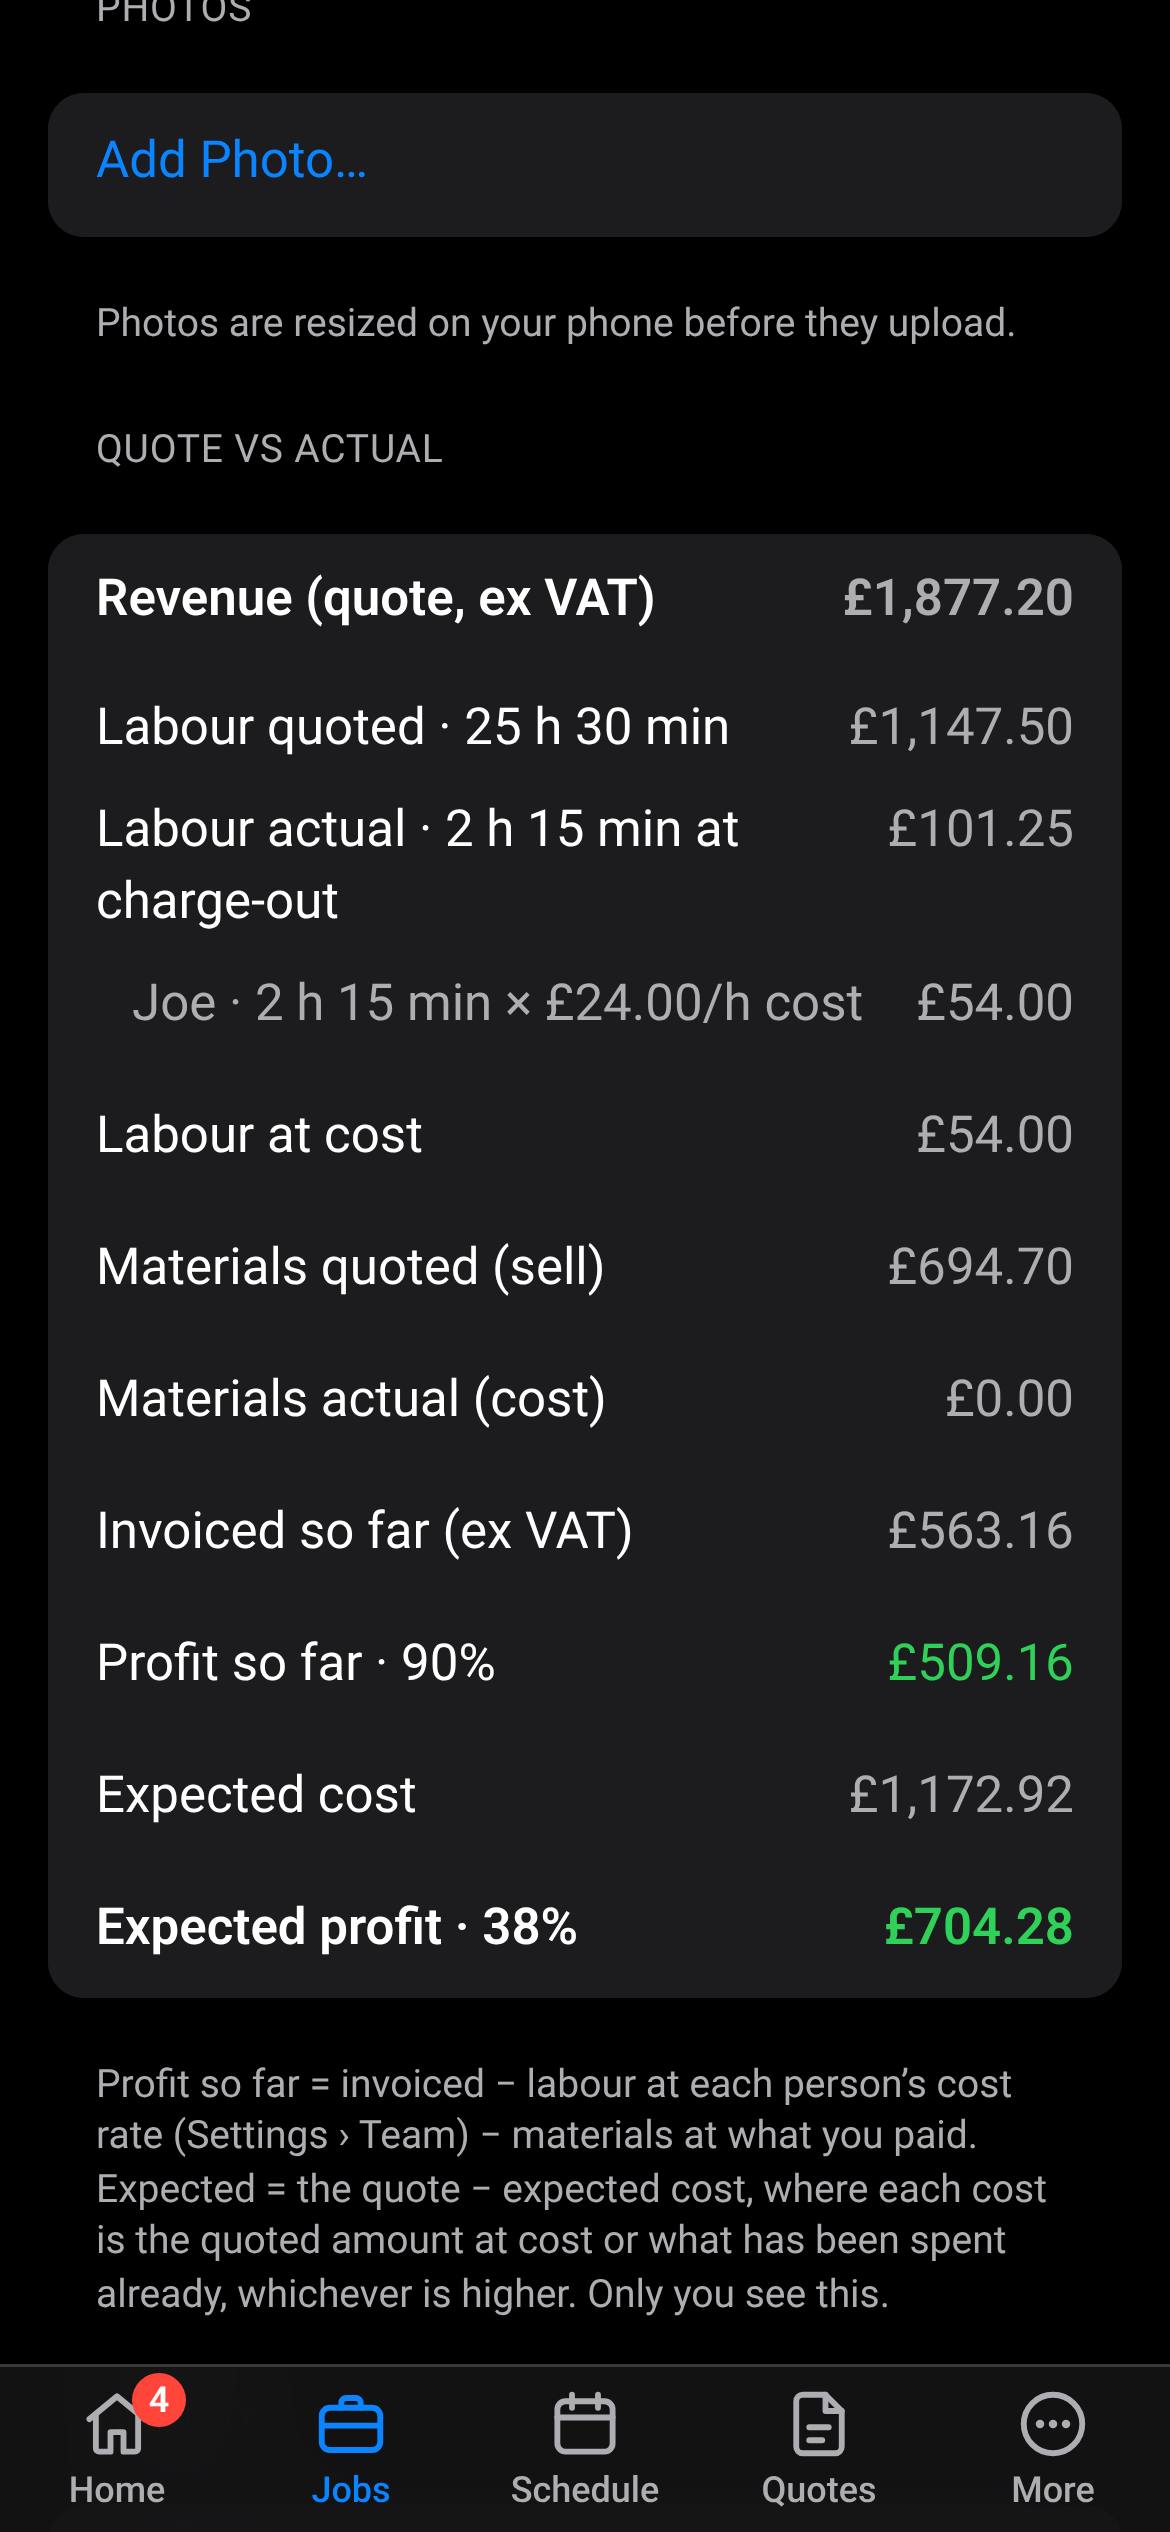 PHOTOS
Add Photo…
Photos are resized on your phone before they upload.
QUOTE VS ACTUAL
Revenue (quote, ex VAT) £1,877.20
Labour quoted · 25 h 30 min £1,147.50
Labour actual · 2 h 15 min at £101.25
charge-out
Joe · 2 h 15 min × £24.00/h cost £54.00
Labour at cost £54.00
Materials quoted (sell) £694.70
Materials actual (cost) £0.00
Invoiced so far (ex VAT) £563.16
Profit so far · 90% £509.16
Expected cost £1,172.92
Expected profit · 38% £704.28
Profit so far = invoiced − labour at each person’s cost
rate (Settings › Team) − materials at what you paid.
Expected = the quote − expected cost, where each cost
is the quoted amount at cost or what has been spent
already, whichever is higher. Only you see this.
4
Home Jobs Schedule Quotes More